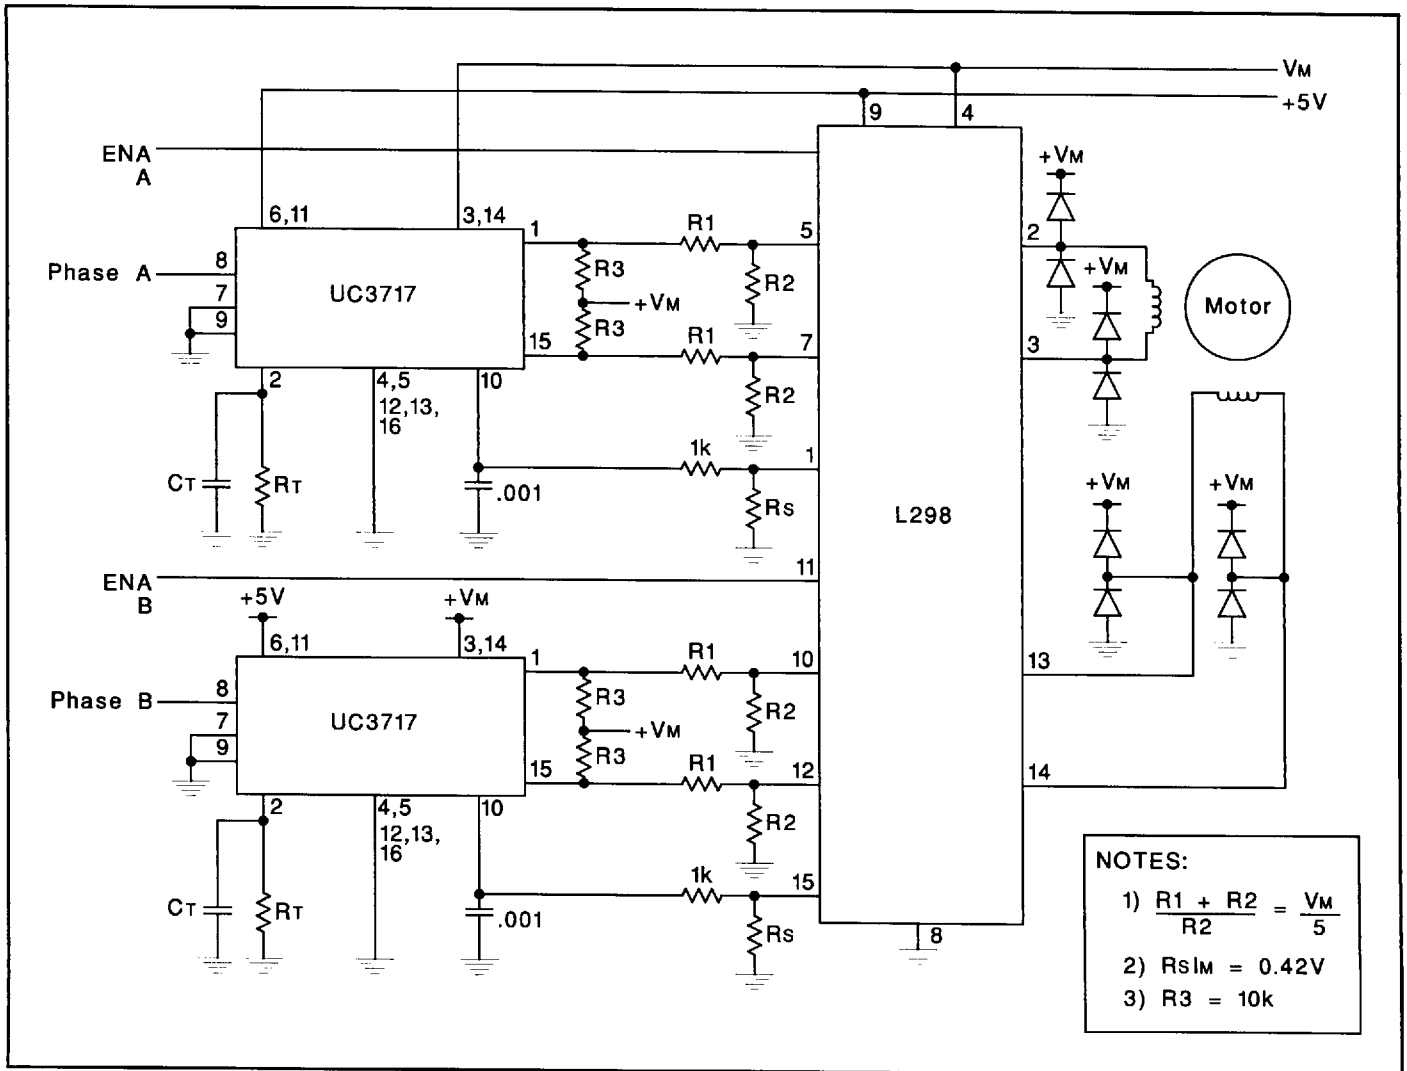 VM
+5V
9
4
ENA
A
+VM
6,11
3,14
1
R1
5
2
Phase A
8
R3
R2
+VM
7
UC3717
+VM
Motor
9
R3
15
R1
7
3
2
4,5
12,13,
16
10
R2
1k
1
CT
RT
.001
Rs
+VM
+VM
L298
ENA
B
11
+5V
+VM
6,11
3,14
1
R1
10
13
Phase B
8
R3
R2
7
UC3717
+VM
9
R3
15
R1
12
14
2
4,5
12,13,
16
10
R2
1k
15
CT
RT
.001
Rs
8
NOTES:
1) R1 + R2 = VM
R2 5
2) RsIM = 0.42V
3) R3 = 10k